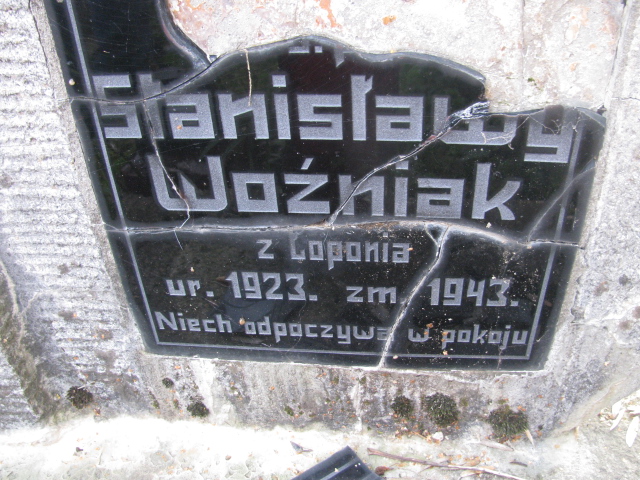 Stanisławy
Woźniak
z Łoponia
ur. 1923. zm. 1943.
Niech odpoczywa w pokoju